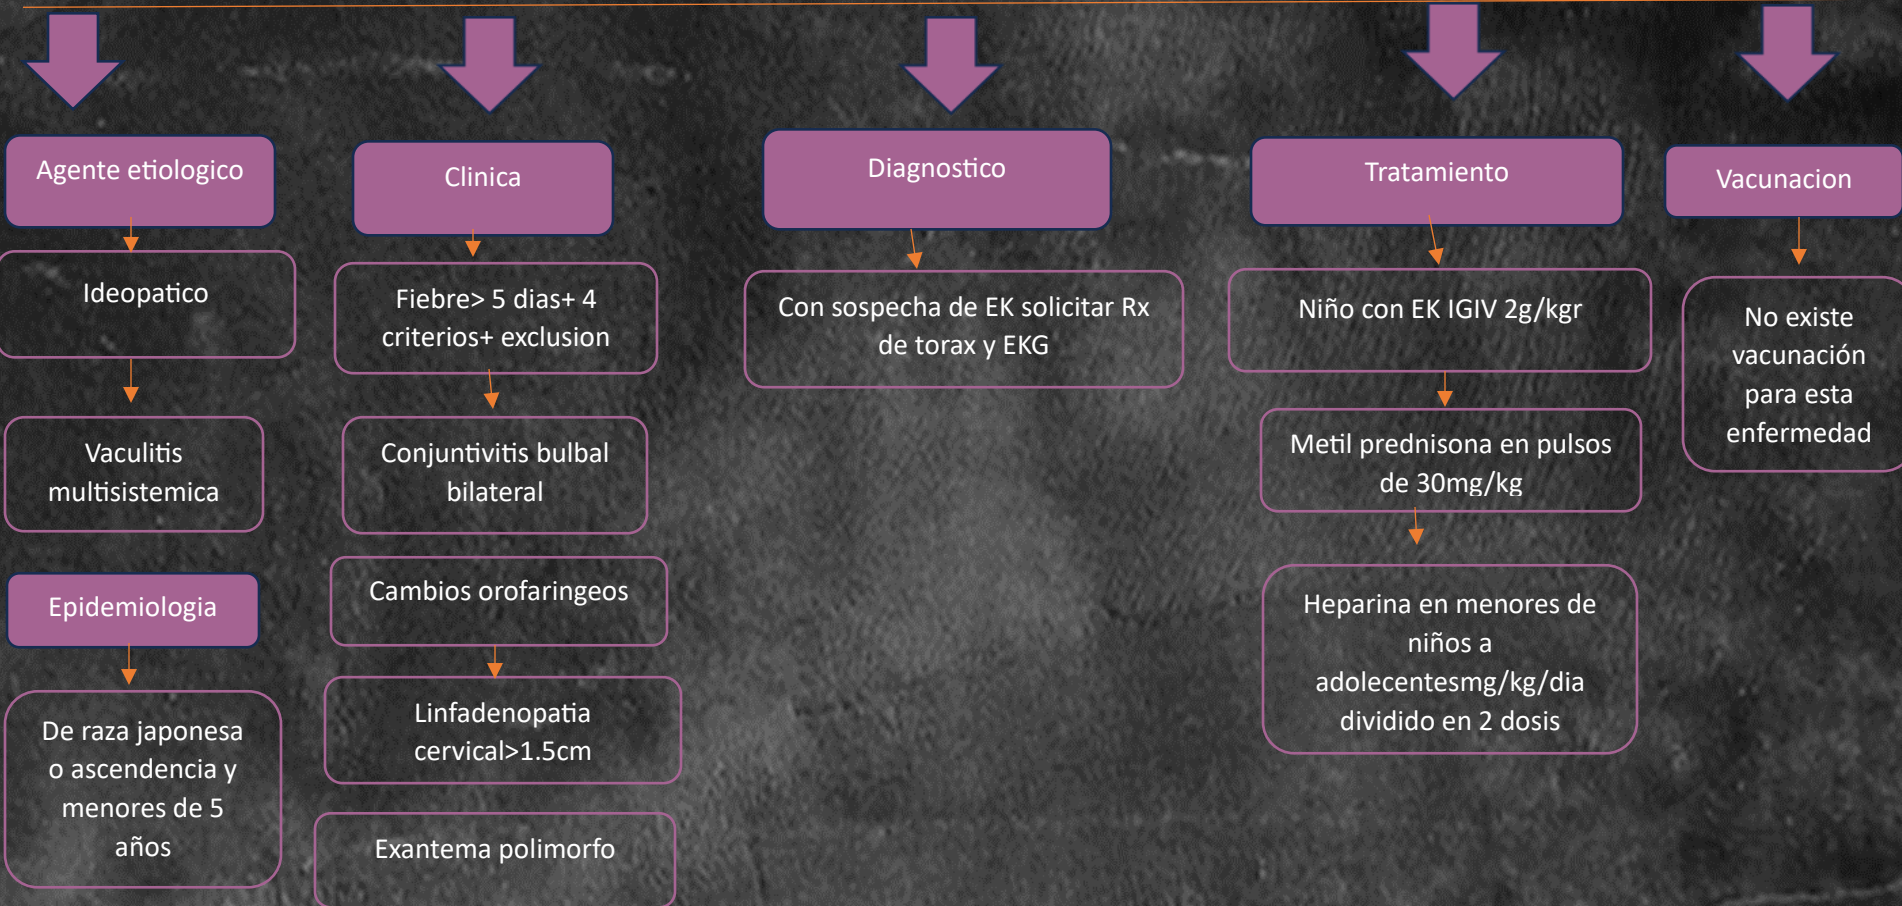 Agente etiologico
Ideopatico
Vaculitis
multisistemica
Epidemiologia
De raza japonesa
o ascendencia y
menores de 5
años
Clinica
Fiebre> 5 dias+ 4
criterios+ exclusion
Conjuntivitis bulbal
bilateral
Cambios orofaringeos
Linfadenopatia
cervical>1.5cm
Exantema polimorfo
Diagnostico
Con sospecha de EK solicitar Rx
de torax y EKG
Tratamiento
Niño con EK IGIV 2g/kgr
Metil prednisona en pulsos
de 30mg/kg
Heparina en menores de
niños a
adolecentesmg/kg/dia
dividido en 2 dosis
Vacunacion
No existe
vacunación
para esta
enfermedad